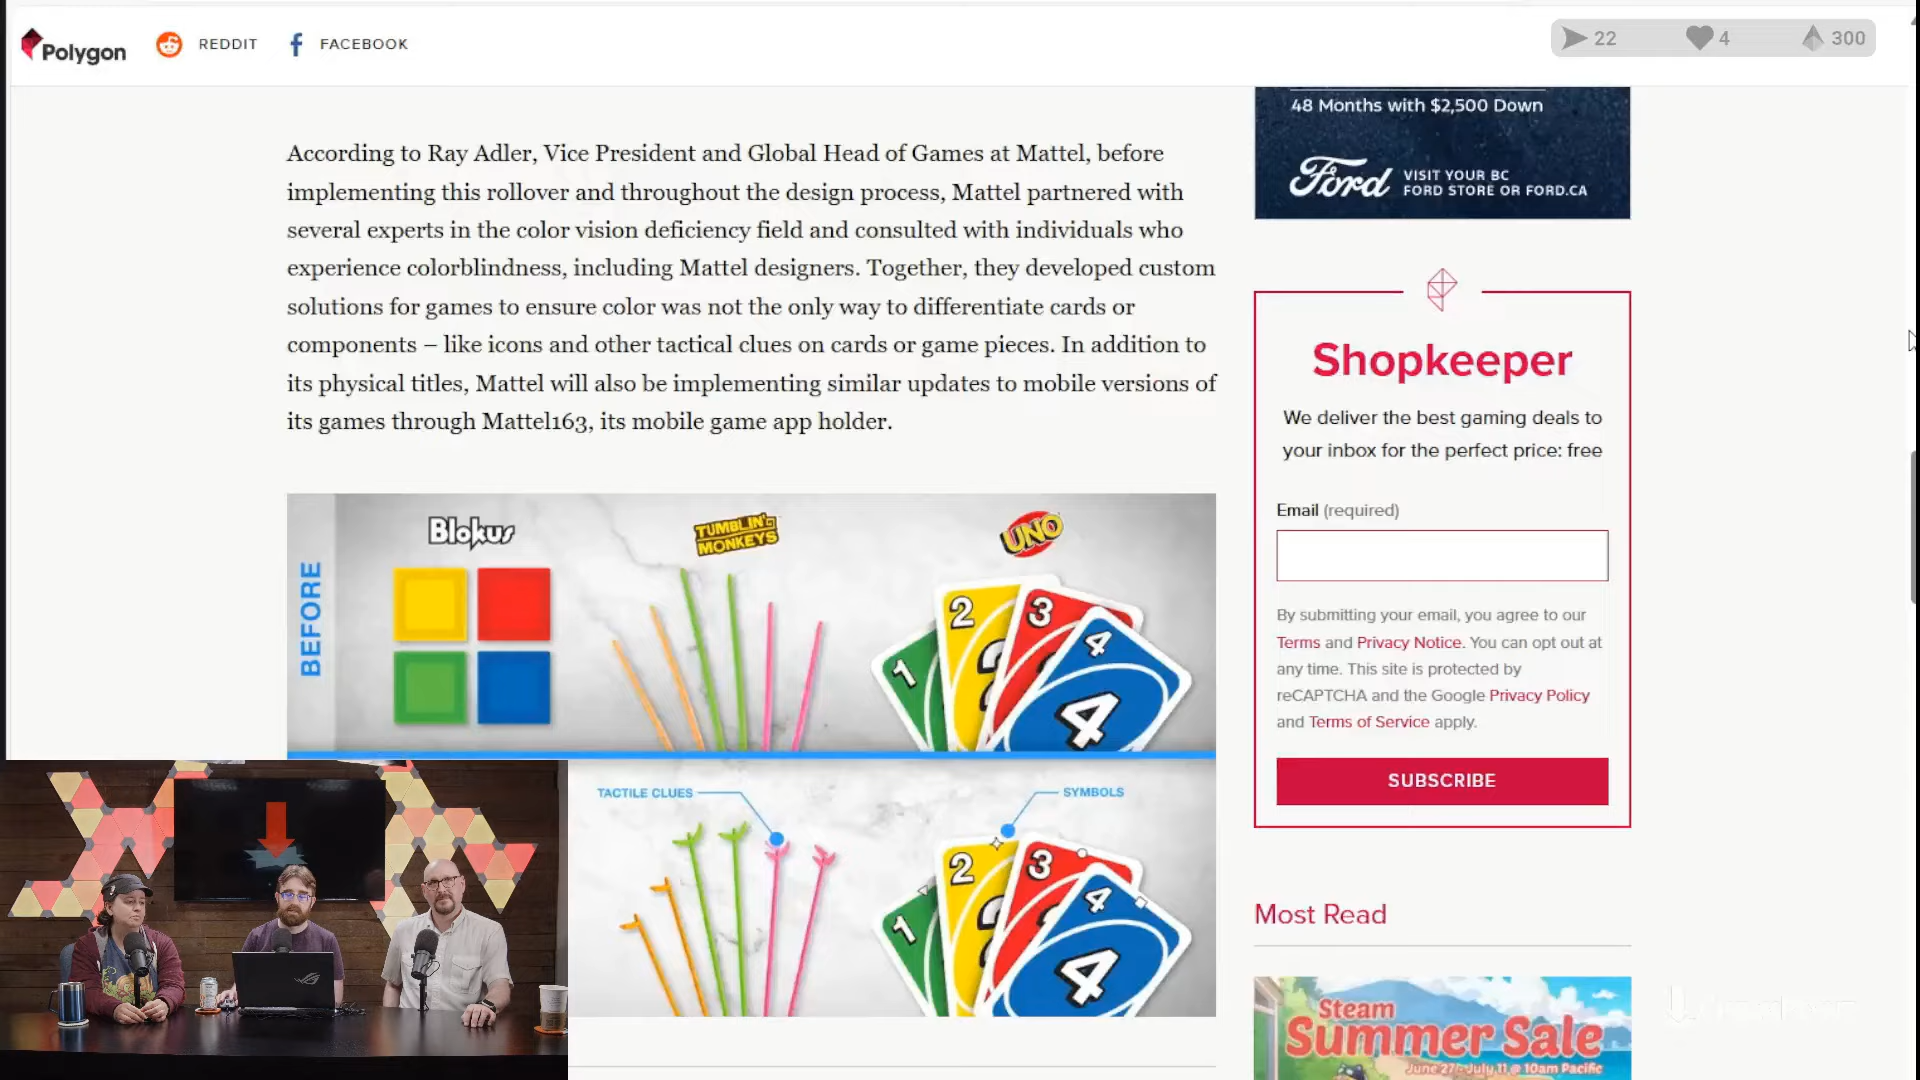 Polygon
REDDIT
FACEBOOK
22
4
300
According to Ray Adler, Vice President and Global Head of Games at Mattel, before
implementing this rollover and throughout the design process, Mattel partnered with
several experts in the color vision deficiency field and consulted with individuals who
experience colorblindness, including Mattel designers. Together, they developed custom
solutions for games to ensure color was not the only way to differentiate cards or
components – like icons and other tactical clues on cards or game pieces. In addition to
its physical titles, Mattel will also be implementing similar updates to mobile versions of
its games through Mattel163, its mobile game app holder.
BEFORE
Blokus
TUMBLIN'
MONKEYS
UNO
1
2
2
3
4
4
TACTILE CLUES
SYMBOLS
1
2
2
3
4
4
48 Months with $2,500 Down
Ford
VISIT YOUR BC
FORD STORE OR FORD.CA
Shopkeeper
We deliver the best gaming deals to
your inbox for the perfect price: free
Email (required)
By submitting your email, you agree to our
Terms and Privacy Notice. You can opt out at
any time. This site is protected by
reCAPTCHA and the Google Privacy Policy
and Terms of Service apply.
SUBSCRIBE
Most Read
Steam
Summer Sale
June 27 - July 11 @ 10am Pacific